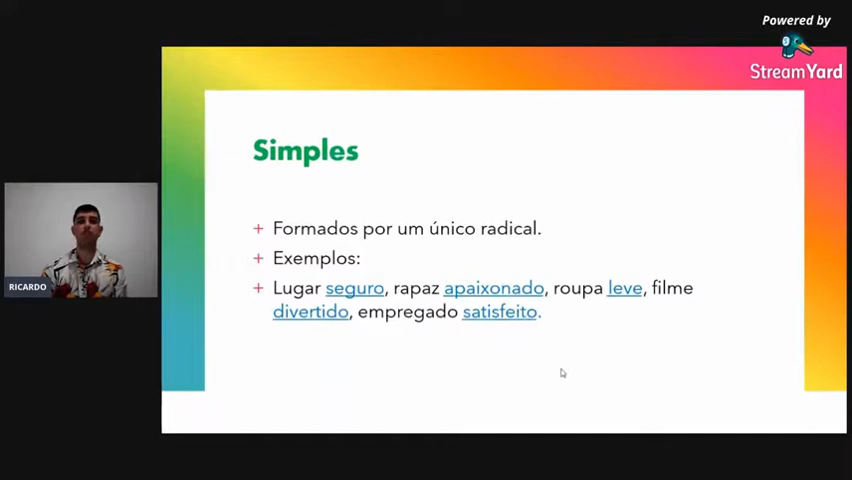 Powered by
StreamYard
Simples
+ Formados por um único radical.
+ Exemplos:
+ Lugar seguro, rapaz apaixonado, roupa leve, filme
divertido, empregado satisfeito.
RICARDO